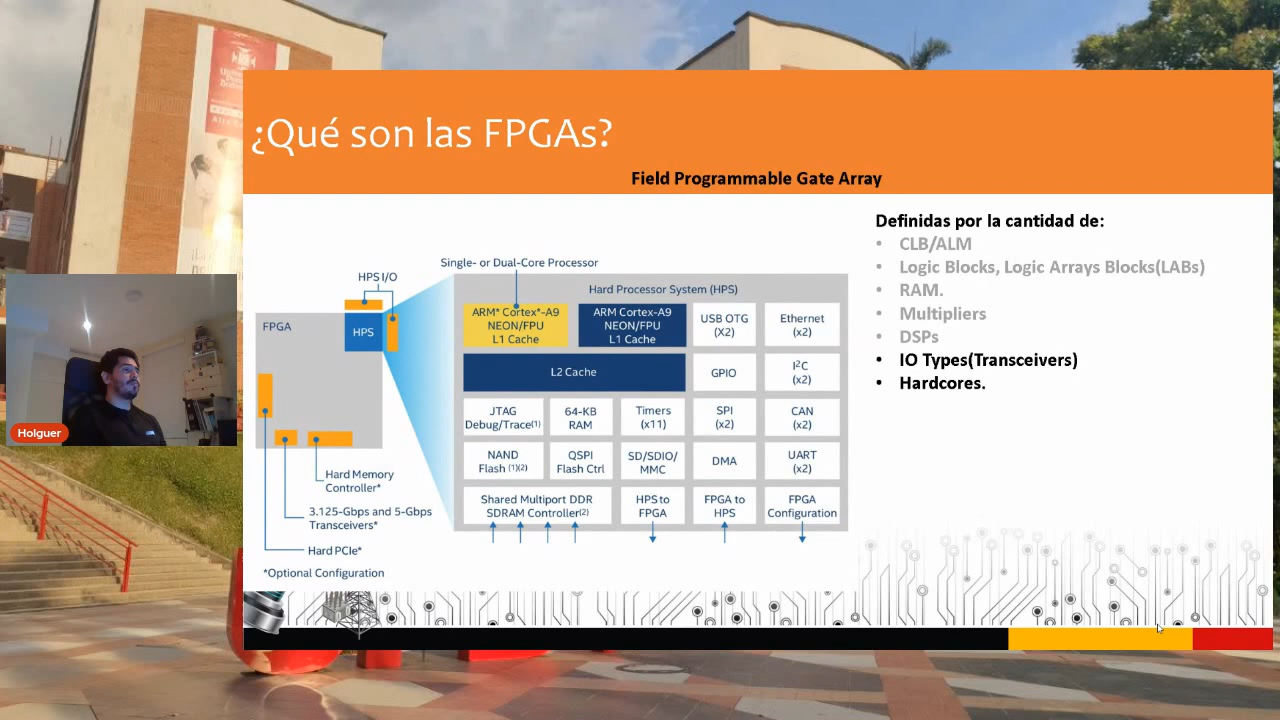 ¿Qué son las FPGAs?
Field Programmable Gate Array
Definidas por la cantidad de:
• CLB/ALM
• Logic Blocks, Logic Arrays Blocks(LABs)
• RAM.
• Multipliers
• DSPs
• IO Types(Transceivers)
• Hardcores.
Single- or Dual-Core Processor
HPS I/O
FPGA
HPS
Hard Processor System (HPS)
ARM* Cortex*-A9
NEON/FPU
L1 Cache
ARM Cortex-A9
NEON/FPU
L1 Cache
USB OTG
(X2)
Ethernet
(x2)
L2 Cache
GPIO
I²C
(x2)
JTAG
Debug/Trace(1)
64-KB
RAM
Timers
(x11)
SPI
(x2)
CAN
(x2)
NAND
Flash (1)(2)
QSPI
Flash Ctrl
SD/SDIO/
MMC
DMA
UART
(x2)
Shared Multiport DDR
SDRAM Controller(2)
HPS to
FPGA
FPGA to
HPS
FPGA
Configuration
Hard Memory
Controller*
3.125-Gbps and 5-Gbps
Transceivers*
Hard PCIe*
*Optional Configuration
Holguer